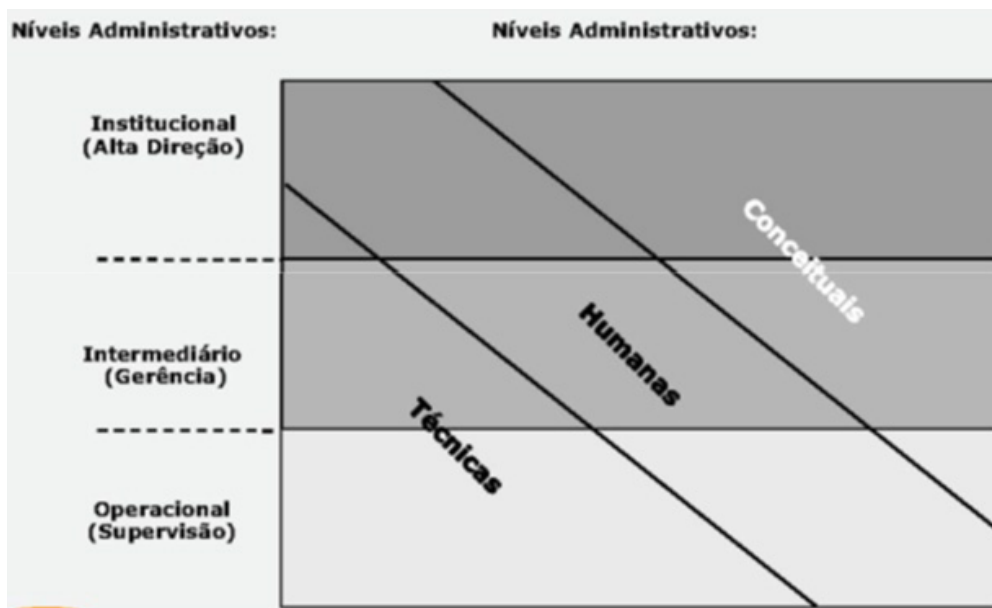 Níveis Administrativos:
Níveis Administrativos:
Institucional
(Alta Direção)
Conceituais
Humanas
Intermediário
(Gerência)
Técnicas
Operacional
(Supervisão)